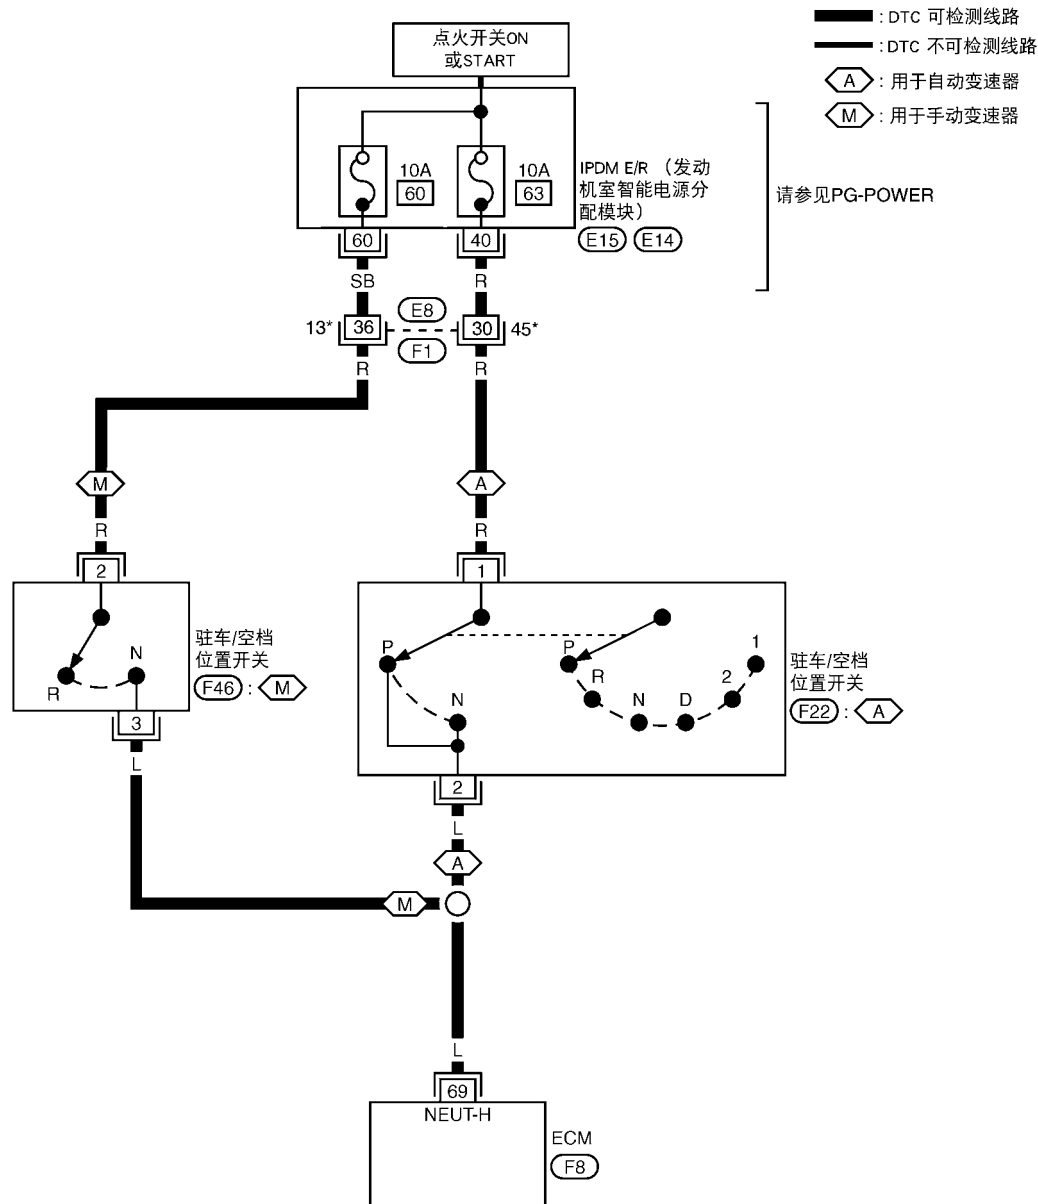 : DTC 可检测线路
: DTC 不可检测线路
A : 用于自动变速器
M : 用于手动变速器
点火开关ON
或START
10A
60
10A
63
IPDM E/R （发动
机室智能电源分
配模块）
E15 E14
请参见PG-POWER
60
40
SB
R
E8
13* 36
30 45*
F1
R
R
M
A
R
R
2
1
R
N
驻车/空档
位置开关
F46 : M
3
L
P
N
P
R
N
D
2
1
驻车/空档
位置开关
F22 : A
2
L
A
M
L
69
NEUT-H
ECM
F8